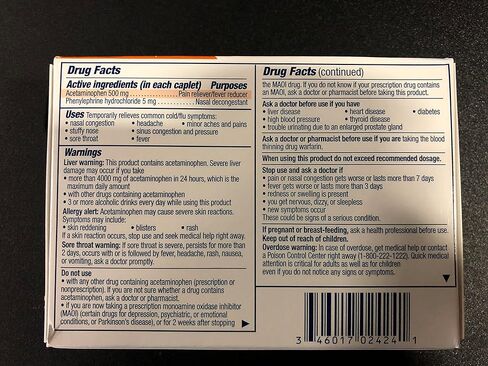 Drug Facts
Active ingredients (in each caplet) Purposes
Acetaminophen 500 mg.....................Pain reliever/fever reducer
Phenylephrine hydrochloride 5 mg...............Nasal decongestant
Uses Temporarily relieves common cold/flu symptoms:
• nasal congestion • headache • minor aches and pains
• stuffy nose • sinus congestion and pressure
• sore throat • fever
Warnings
Liver warning: This product contains acetaminophen. Severe liver
damage may occur if you take
• more than 4000 mg of acetaminophen in 24 hours, which is the
maximum daily amount
• with other drugs containing acetaminophen
• 3 or more alcoholic drinks every day while using this product
Allergy alert: Acetaminophen may cause severe skin reactions.
Symptoms may include:
• skin reddening • blisters • rash
If a skin reaction occurs, stop use and seek medical help right away.
Sore throat warning: If sore throat is severe, persists for more than
2 days, occurs with or is followed by fever, headache, rash, nausea,
or vomiting, ask a doctor promptly.
Do not use
• with any other drug containing acetaminophen (prescription or
nonprescription). If you are not sure whether a drug contains
acetaminophen, ask a doctor or pharmacist.
• if you are now taking a prescription monoamine oxidase inhibitor
(MAOI) (certain drugs for depression, psychiatric, or emotional
conditions, or Parkinson's disease), or for 2 weeks after stopping
Drug Facts (continued)
the MAOI drug. If you do not know if your prescription drug contains
an MAOI, ask a doctor or pharmacist before taking this product.
Ask a doctor before use if you have
• liver disease • heart disease • diabetes
• high blood pressure • thyroid disease
• trouble urinating due to an enlarged prostate gland
Ask a doctor or pharmacist before use if you are taking the blood
thinning drug warfarin.
When using this product do not exceed recommended dosage.
Stop use and ask a doctor if
• pain or nasal congestion gets worse or lasts more than 7 days
• fever gets worse or lasts more than 3 days
• redness or swelling is present
• you get nervous, dizzy, or sleepless
• new symptoms occur
These could be signs of a serious condition.
If pregnant or breast-feeding, ask a health professional before use.
Keep out of reach of children.
Overdose warning: In case of overdose, get medical help or contact
a Poison Control Center right away (1-800-222-1222). Quick medical
attention is critical for adults as well as for children
even if you do not notice any signs or symptoms.
3 46017 02424 1